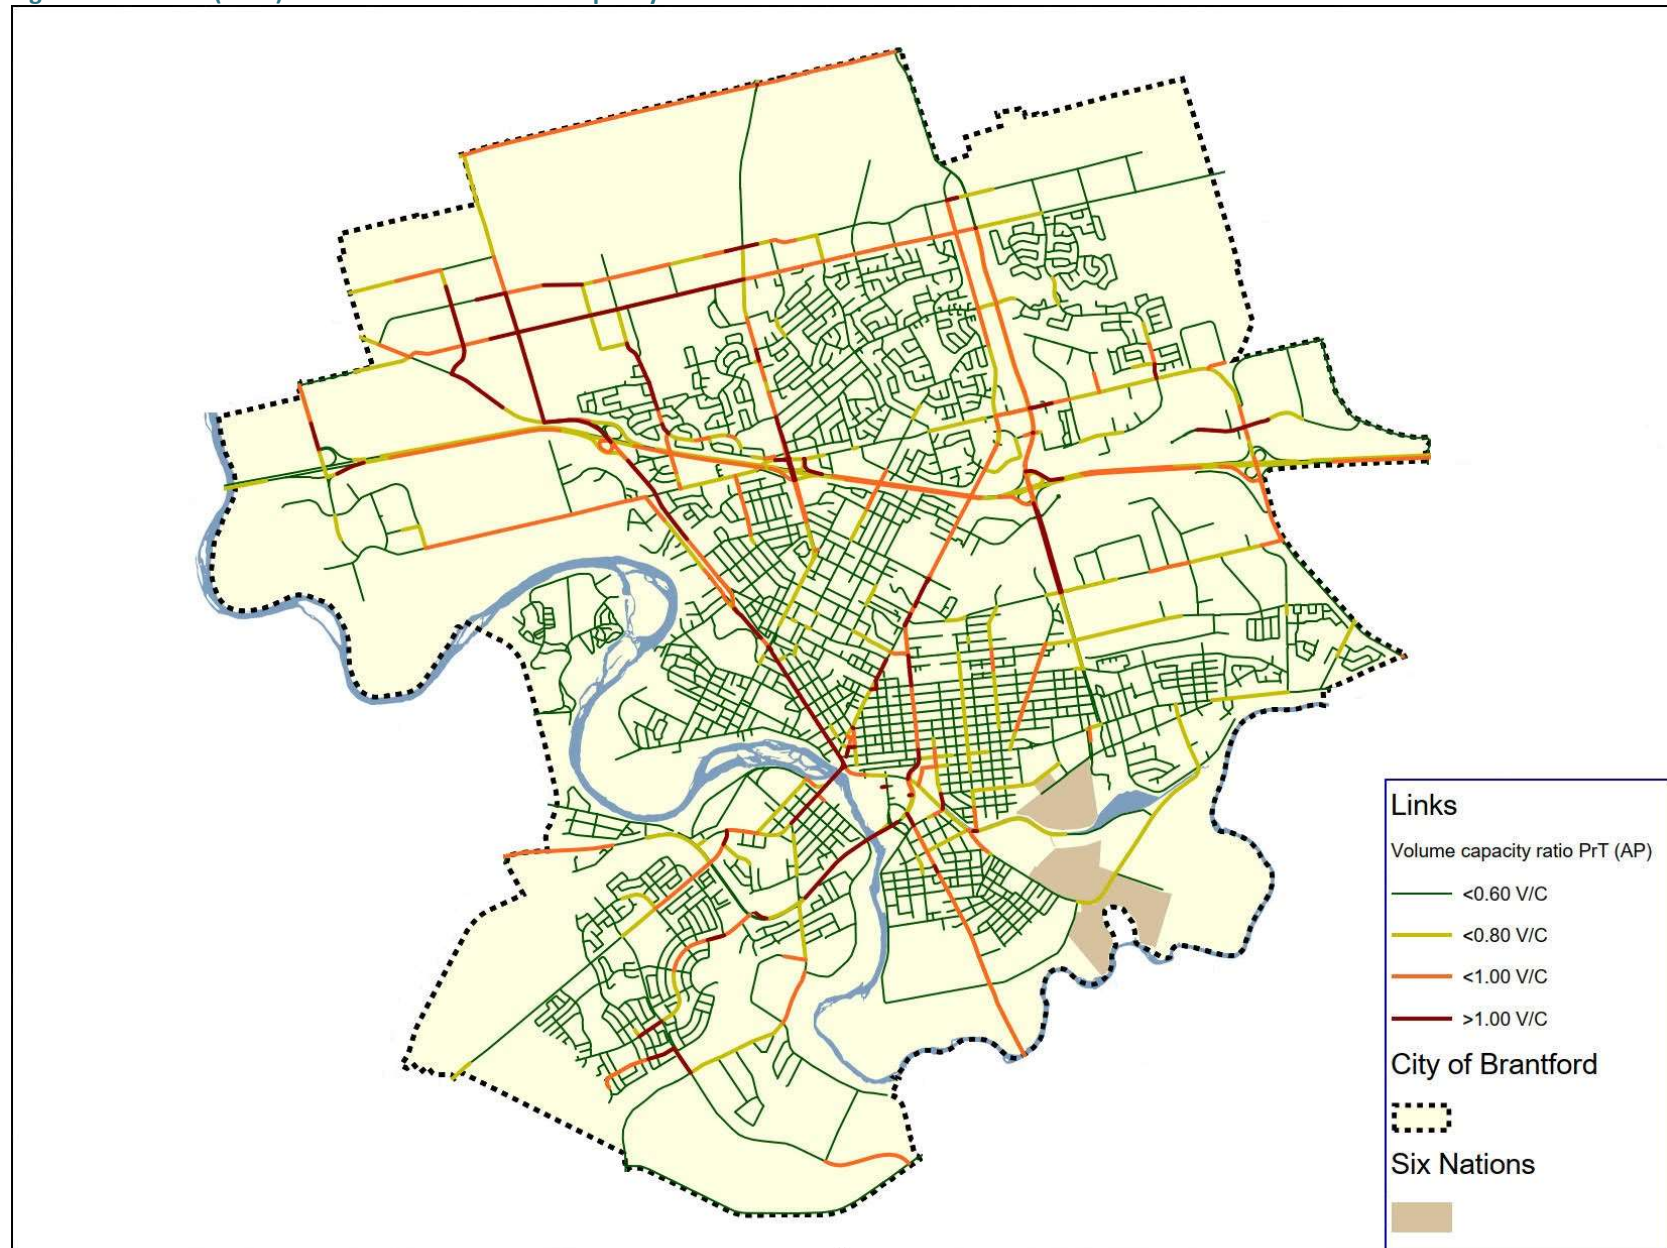 Links
Volume capacity ratio PrT (AP)
<0.60 V/C
<0.80 V/C
<1.00 V/C
>1.00 V/C
City of Brantford
Six Nations